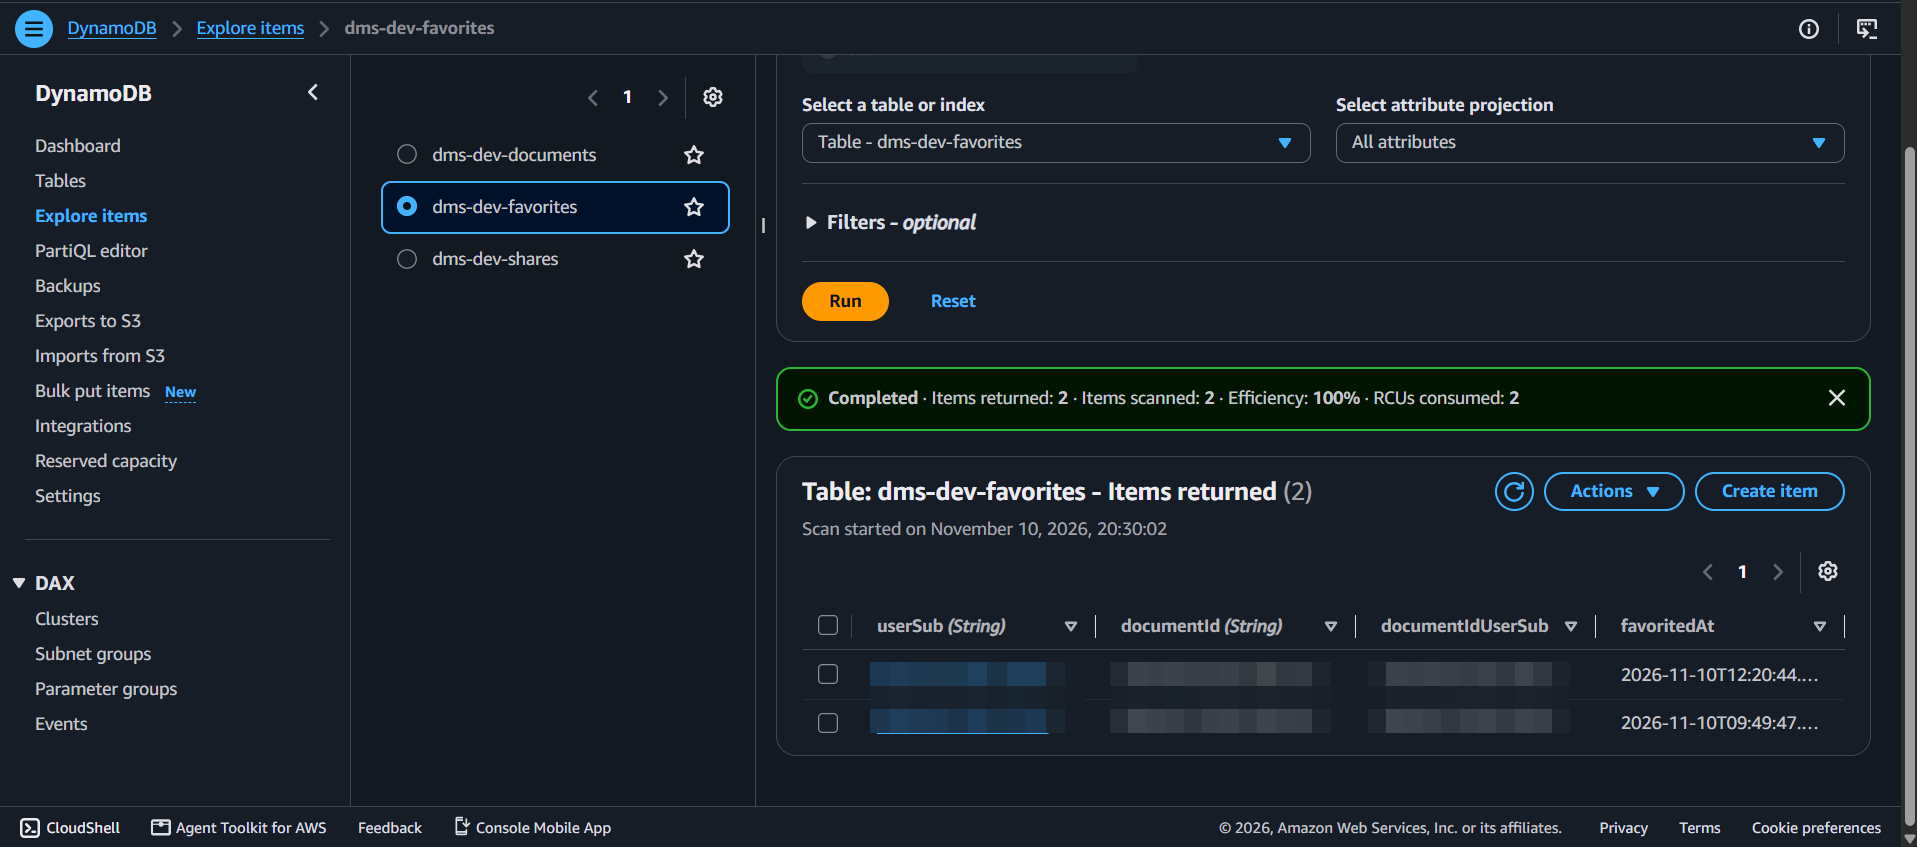 DynamoDB > Explore items > dms-dev-favorites
DynamoDB
Dashboard
Tables
Explore items
PartiQL editor
Backups
Exports to S3
Imports from S3
Bulk put items New
Integrations
Reserved capacity
Settings
DAX
Clusters
Subnet groups
Parameter groups
Events
1
dms-dev-documents
dms-dev-favorites
dms-dev-shares
Select a table or index
Table - dms-dev-favorites
Select attribute projection
All attributes
Filters - optional
Run Reset
Completed · Items returned: 2 · Items scanned: 2 · Efficiency: 100% · RCUs consumed: 2
Table: dms-dev-favorites - Items returned (2)
Actions
Create item
Scan started on November 10, 2026, 20:30:02
1
userSub (String) documentId (String) documentIdUserSub favoritedAt
2026-11-10T12:20:44....
2026-11-10T09:49:47....
CloudShell Agent Toolkit for AWS Feedback Console Mobile App © 2026, Amazon Web Services, Inc. or its affiliates. Privacy Terms Cookie preferences